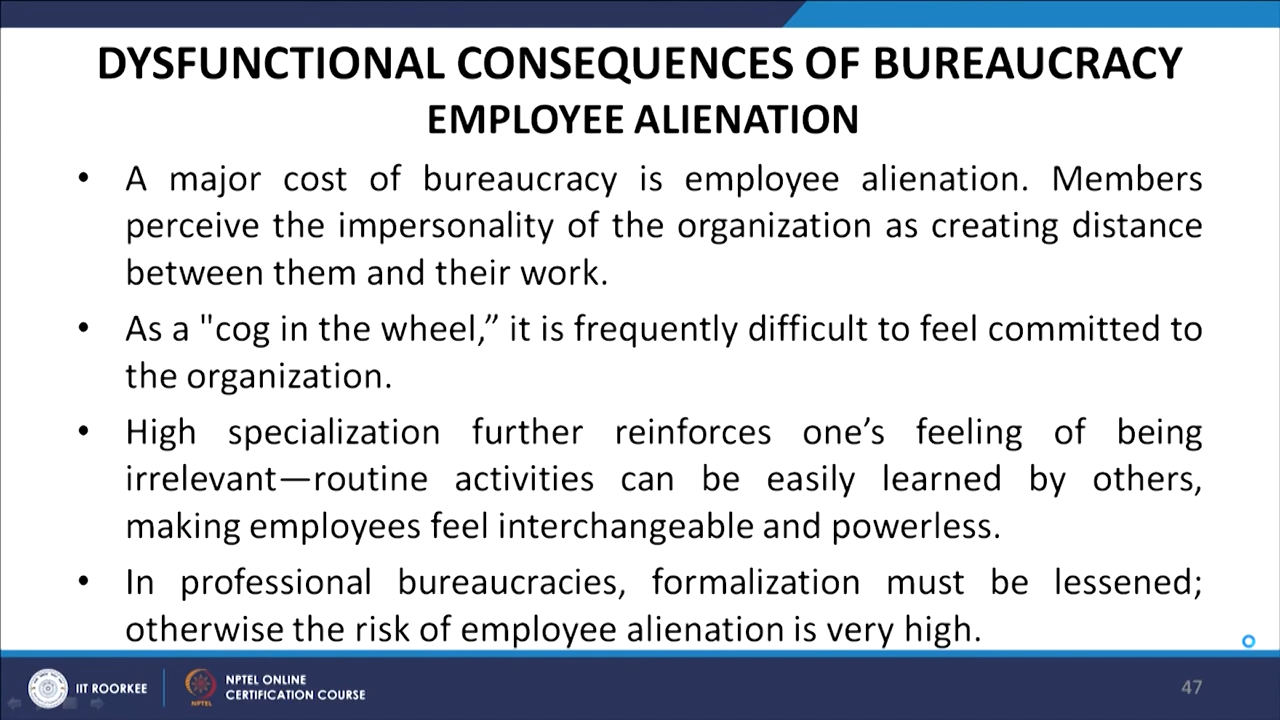 DYSFUNCTIONAL CONSEQUENCES OF BUREAUCRACY
EMPLOYEE ALIENATION
• A major cost of bureaucracy is employee alienation. Members
perceive the impersonality of the organization as creating distance
between them and their work.
• As a "cog in the wheel,” it is frequently difficult to feel committed to
the organization.
• High specialization further reinforces one’s feeling of being
irrelevant—routine activities can be easily learned by others,
making employees feel interchangeable and powerless.
• In professional bureaucracies, formalization must be lessened;
otherwise the risk of employee alienation is very high.
IIT ROORKEE
NPTEL
NPTEL ONLINE
CERTIFICATION COURSE
47